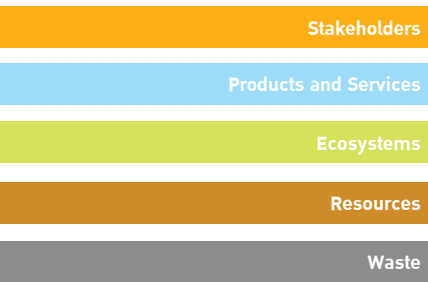 Stakeholders
Products and Services
Ecosystems
Resources
Waste